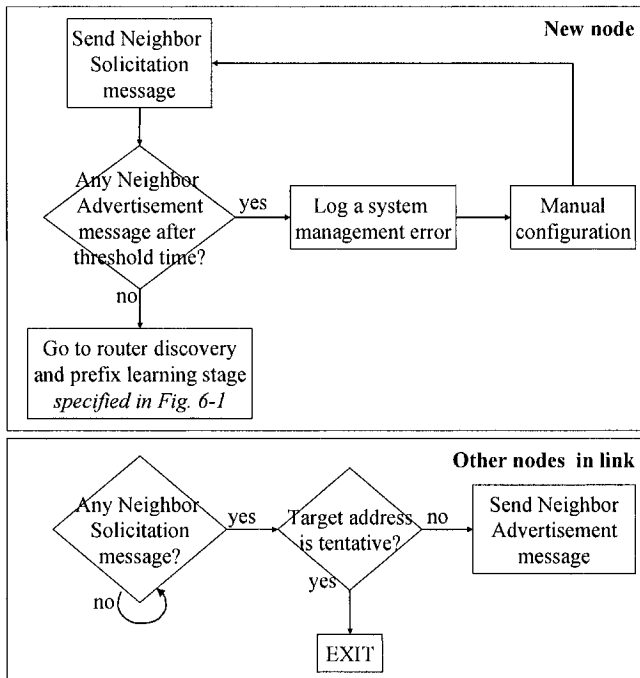 New node
Send Neighbor
Solicitation
message
Any Neighbor
Advertisement
message after
threshold time?
yes
Log a system
management error
Manual
configuration
no
Go to router discovery
and prefix learning stage
specified in Fig. 6-1
Other nodes in link
Any Neighbor
Solicitation
message?
yes
no
Target address
is tentative?
no
yes
Send Neighbor
Advertisement
message
EXIT